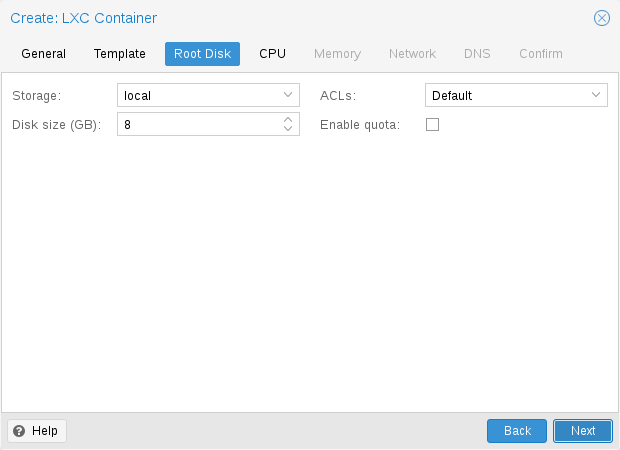 Create: LXC Container
General Template Root Disk CPU Memory Network DNS Confirm
Storage: local ACLs: Default
Disk size (GB): 8 Enable quota:
Help Back Next